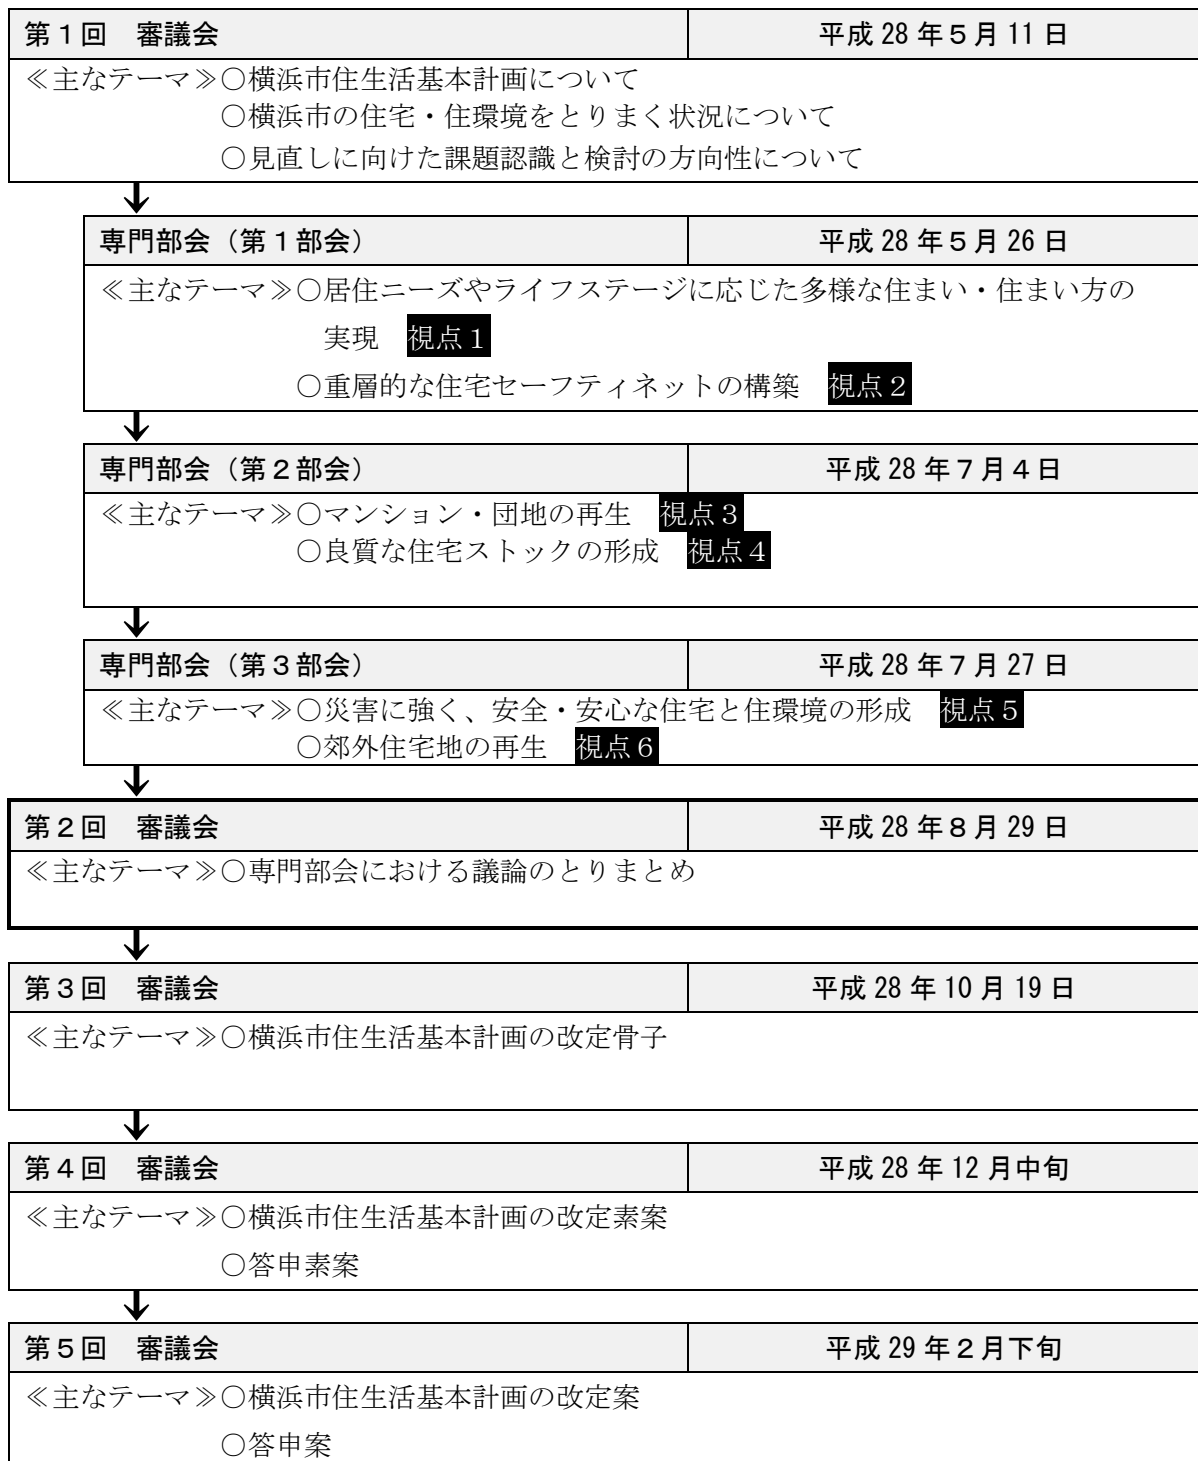 第１回　審議会　平成 28 年５月 11 日
≪主なテーマ≫○横浜市住生活基本計画について
○横浜市の住宅・住環境をとりまく状況について
○見直しに向けた課題認識と検討の方向性について
専門部会（第１部会）　平成 28 年５月 26 日
≪主なテーマ≫○居住ニーズやライフステージに応じた多様な住まい・住まい方の
実現　視点１
○重層的な住宅セーフティネットの構築　視点２
専門部会（第２部会）　平成 28 年７月４日
≪主なテーマ≫○マンション・団地の再生　視点３
○良質な住宅ストックの形成　視点４
専門部会（第３部会）　平成 28 年７月 27 日
≪主なテーマ≫○災害に強く、安全・安心な住宅と住環境の形成　視点５
○郊外住宅地の再生　視点６
第２回　審議会　平成 28 年８月 29 日
≪主なテーマ≫○専門部会における議論のとりまとめ
第３回　審議会　平成 28 年 10 月 19 日
≪主なテーマ≫○横浜市住生活基本計画の改定骨子
第４回　審議会　平成 28 年 12 月中旬
≪主なテーマ≫○横浜市住生活基本計画の改定素案
○答申素案
第５回　審議会　平成 29 年２月下旬
≪主なテーマ≫○横浜市住生活基本計画の改定案
○答申案